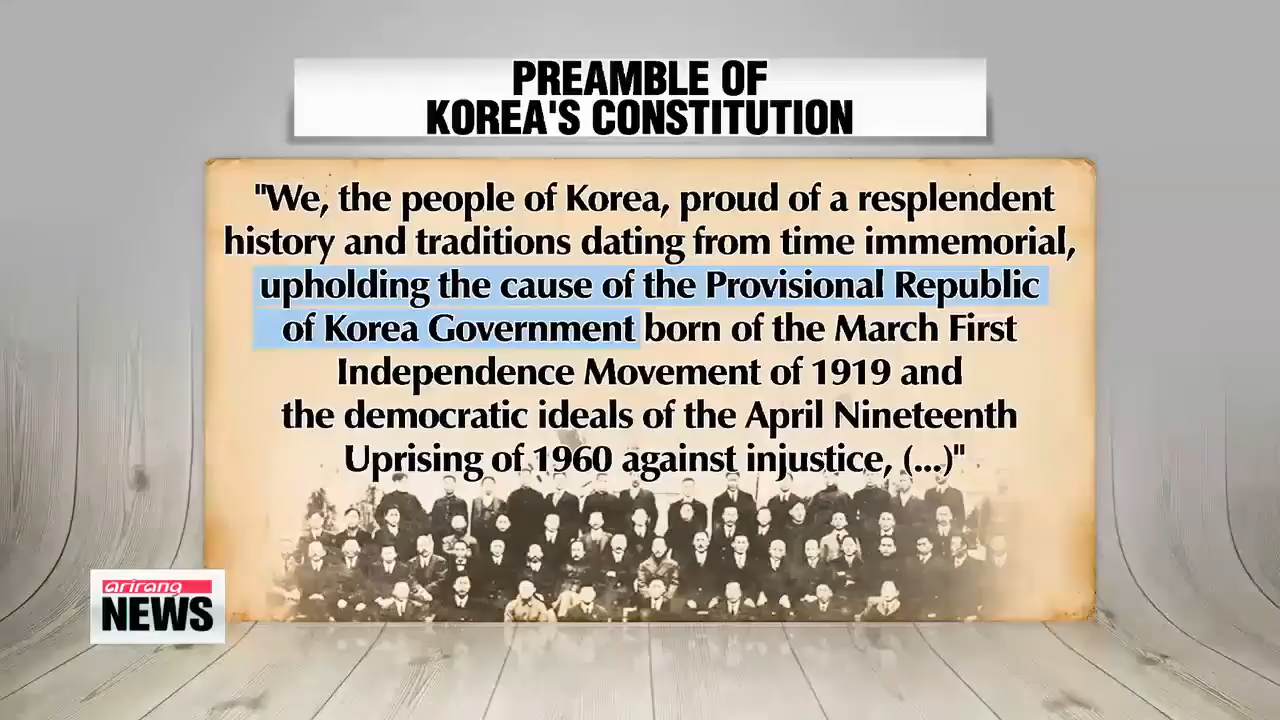 PREAMBLE OF
KOREA'S CONSTITUTION
"We, the people of Korea, proud of a resplendent
history and traditions dating from time immemorial,
upholding the cause of the Provisional Republic
of Korea Government born of the March First
Independence Movement of 1919 and
the democratic ideals of the April Nineteenth
Uprising of 1960 against injustice, (...)"
arirang
NEWS